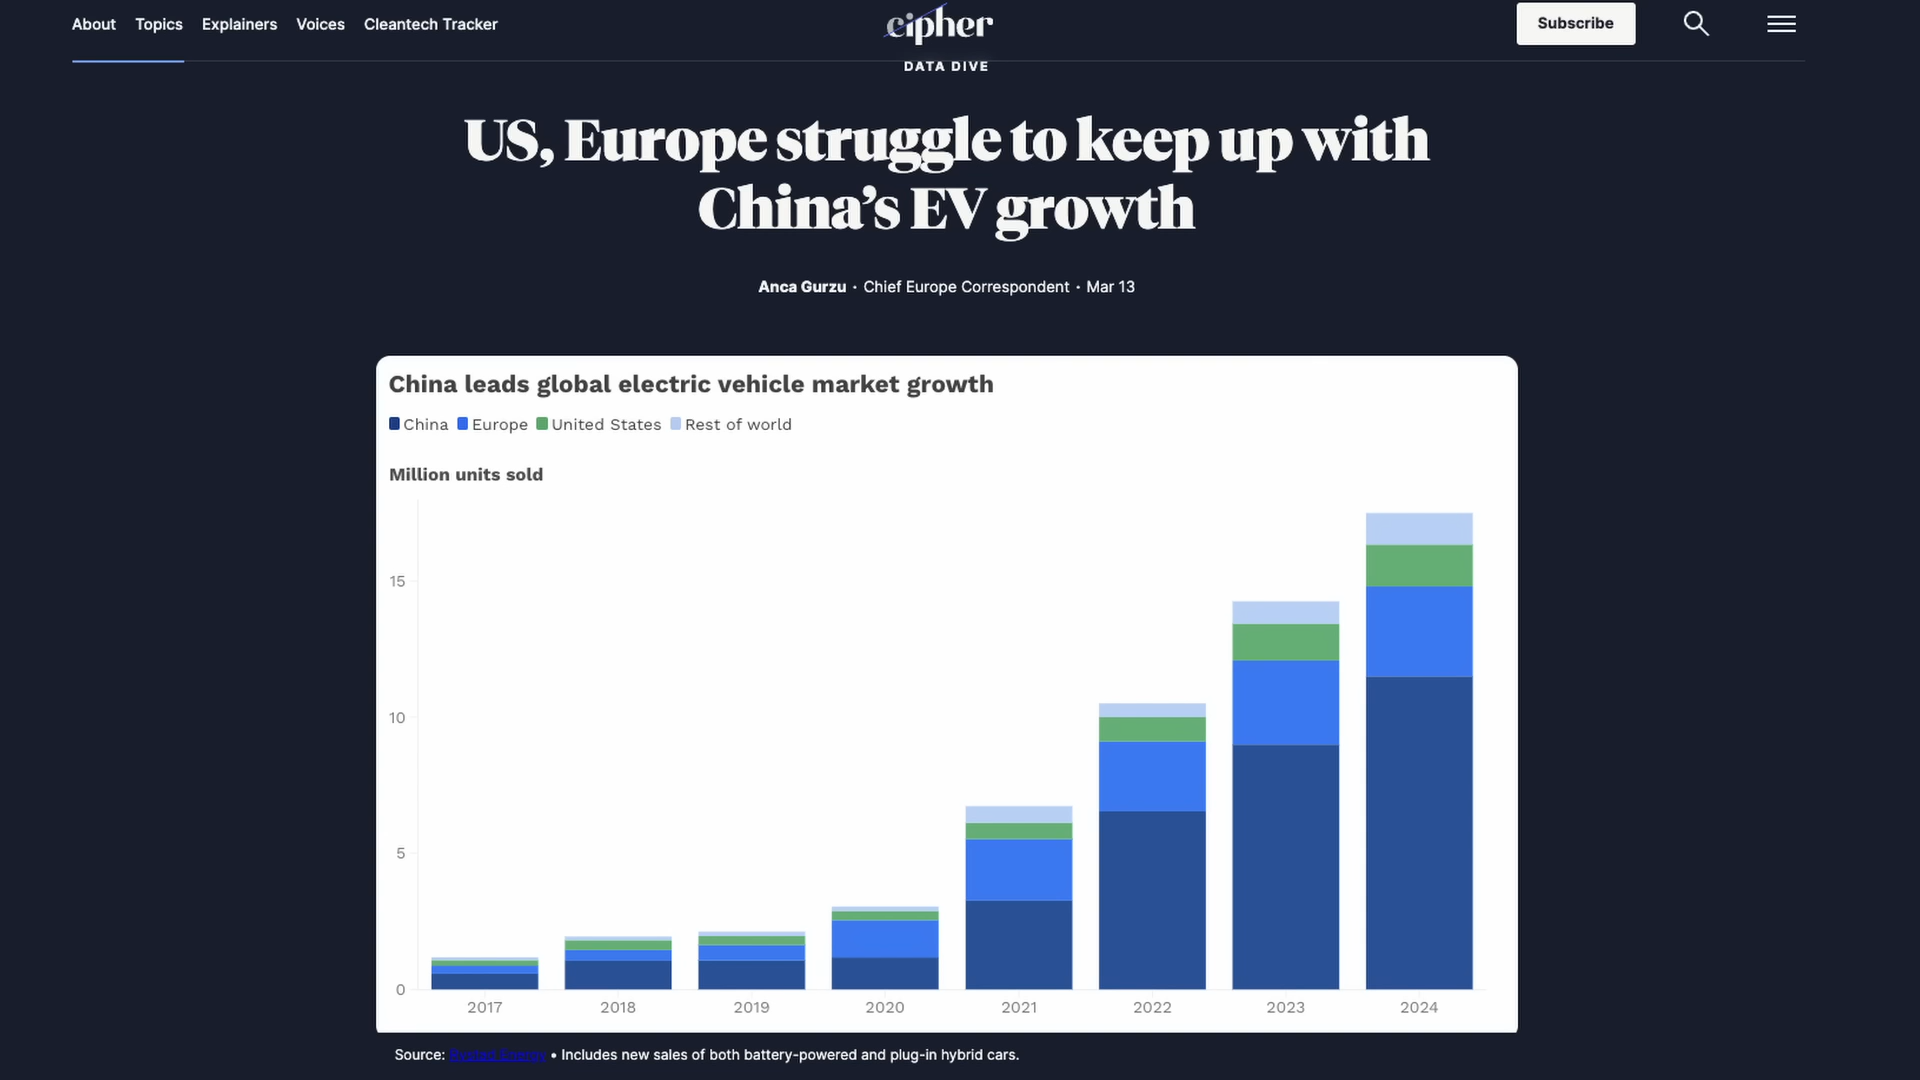 About Topics Explainers Voices Cleantech Tracker
cipher
Subscribe
DATA DIVE
US, Europe struggle to keep up with
China's EV growth
Anca Gurzu · Chief Europe Correspondent · Mar 13
China leads global electric vehicle market growth
China Europe United States Rest of world
Million units sold
15
10
5
0
2017 2018 2019 2020 2021 2022 2023 2024
Source: Rystad Energy • Includes new sales of both battery-powered and plug-in hybrid cars.